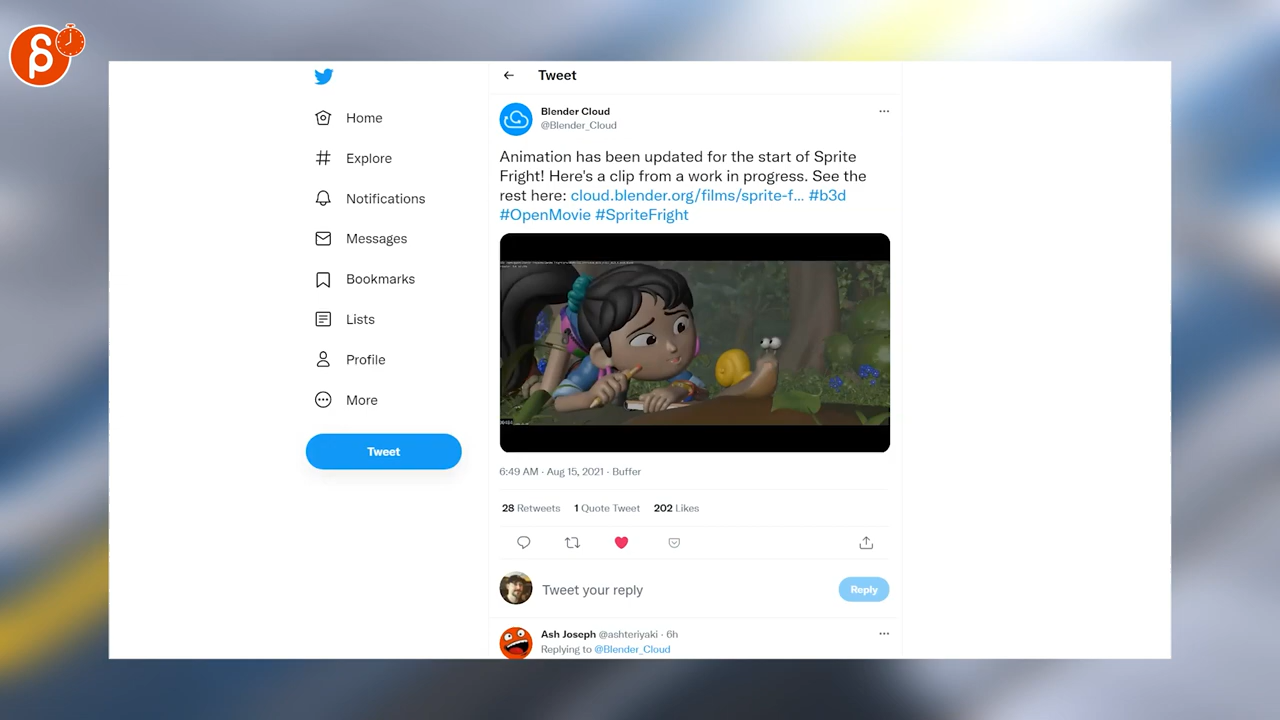 Tweet
Home
Explore
Notifications
Messages
Bookmarks
Lists
Profile
More
Tweet
Blender Cloud
@Blender_Cloud
Animation has been updated for the start of Sprite
Fright! Here's a clip from a work in progress. See the
rest here: cloud.blender.org/films/sprite-f... #b3d
#OpenMovie #SpriteFright
6:49 AM · Aug 15, 2021 · Buffer
28 Retweets 1 Quote Tweet 202 Likes
Tweet your reply
Reply
Ash Joseph @ashteriyaki · 6h
Replying to @Blender_Cloud